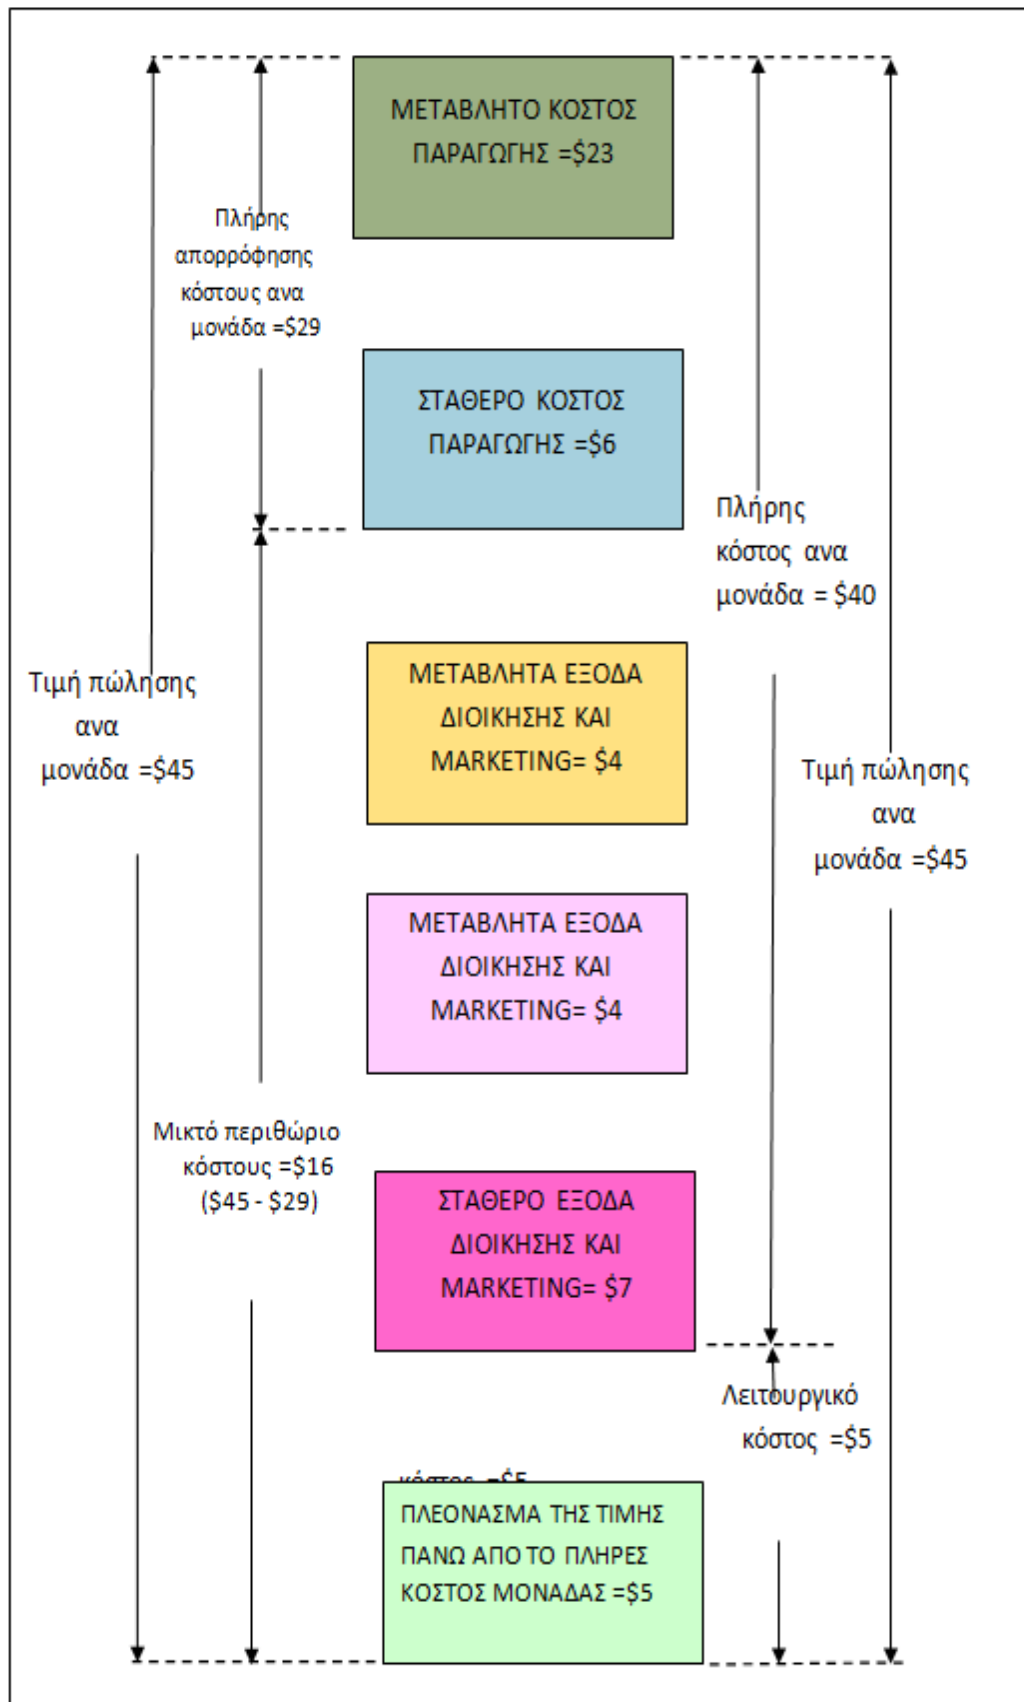 ΜΕΤΑΒΛΗΤΟ ΚΟΣΤΟΣ
ΠΑΡΑΓΩΓΗΣ =$23
Πλήρης
απορρόφησης
κόστους ανα
μονάδα =$29
ΣΤΑΘΕΡΟ ΚΟΣΤΟΣ
ΠΑΡΑΓΩΓΗΣ =$6
Πλήρης
κόστος ανα
μονάδα = $40
ΜΕΤΑΒΛΗΤΑ ΕΞΟΔΑ
ΔΙΟΙΚΗΣΗΣ ΚΑΙ
MARKETING= $4
Τιμή πώλησης
ανα
μονάδα =$45
Τιμή πώλησης
ανα
μονάδα =$45
ΜΕΤΑΒΛΗΤΑ ΕΞΟΔΑ
ΔΙΟΙΚΗΣΗΣ ΚΑΙ
MARKETING= $4
Μικτό περιθώριο
κόστους =$16
($45 - $29)
ΣΤΑΘΕΡΟ ΕΞΟΔΑ
ΔΙΟΙΚΗΣΗΣ ΚΑΙ
MARKETING= $7
Λειτουργικό
κόστος =$5
κόστος =$5
ΠΛΕΟΝΑΣΜΑ ΤΗΣ ΤΙΜΗΣ
ΠΑΝΩ ΑΠΟ ΤΟ ΠΛΗΡΕΣ
ΚΟΣΤΟΣ ΜΟΝΑΔΑΣ =$5